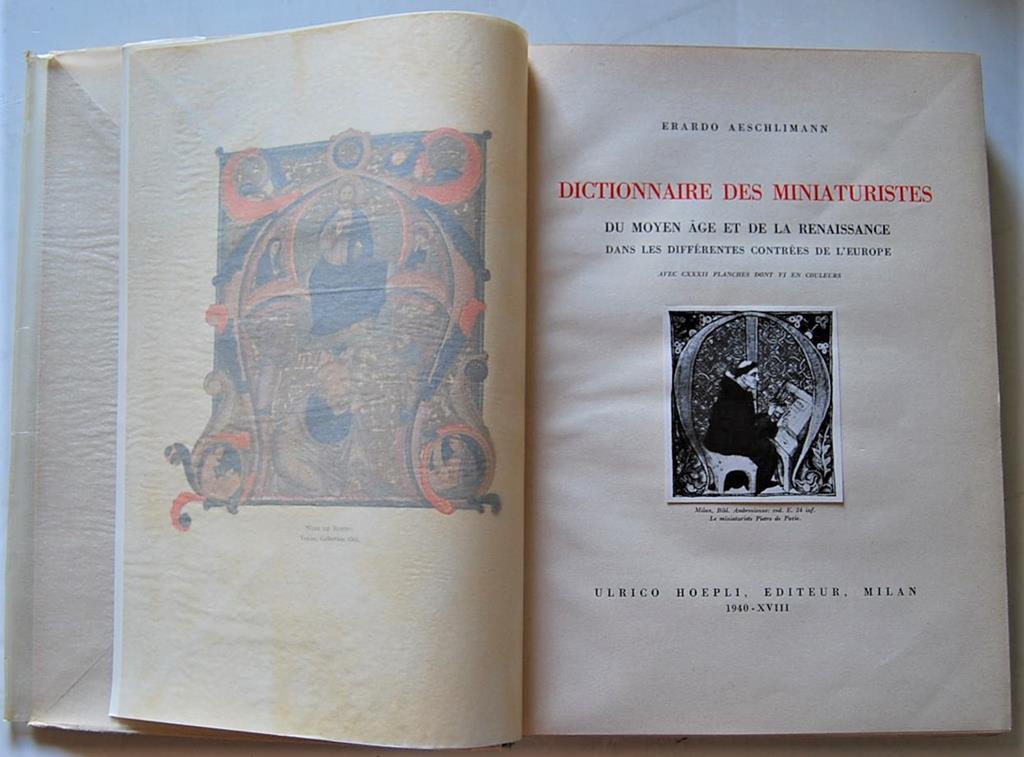 ERARDO AESCHLIMANN
DICTIONNAIRE DES MINIATURISTES
DU MOYEN ÂGE ET DE LA RENAISSANCE
DANS LES DIFFÉRENTES CONTRÉES DE L'EUROPE
AVEC CXXXII PLANCHES DONT VI EN COULEURS
Milan, Bibl. Ambrosienne: cod. E. 24 inf.
Le miniaturiste Pietro de Pavie.
ULRICO HOEPLI, EDITEUR, MILAN
1940-XVIII